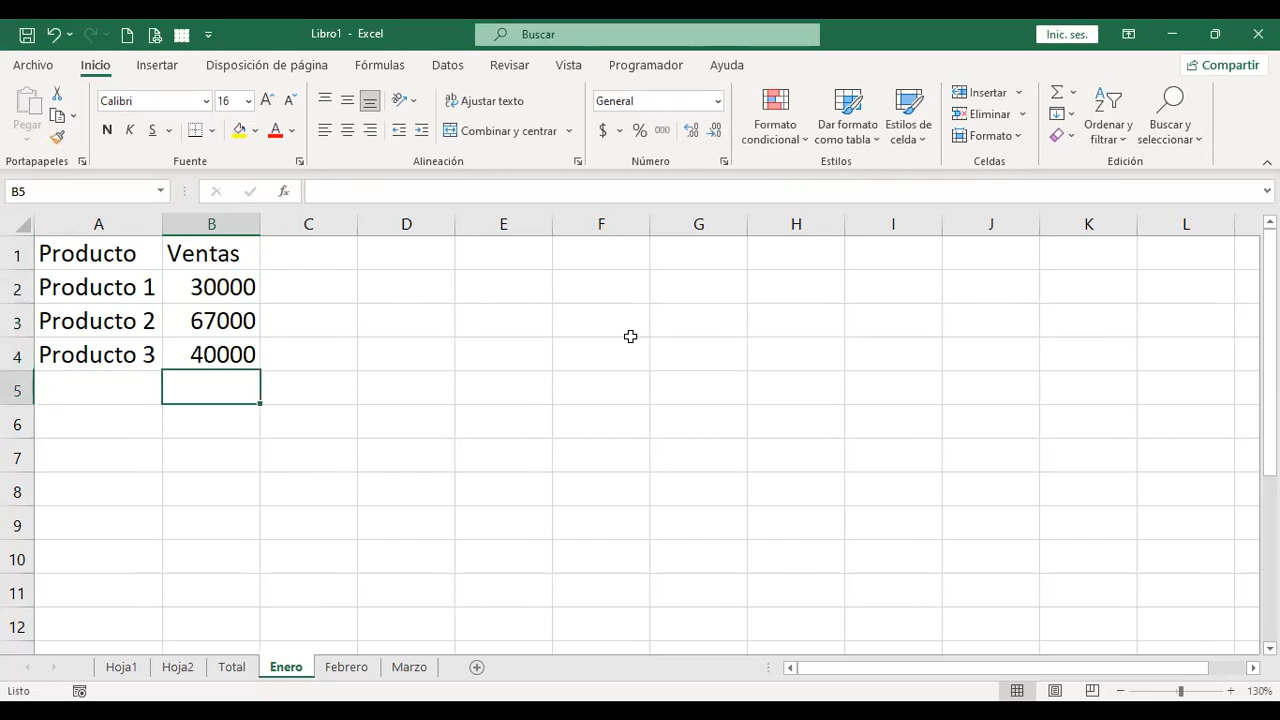 Libro1 - Excel
Buscar
Inic. ses.
Archivo Inicio Insertar Disposición de página Fórmulas Datos Revisar Vista Programador Ayuda
Compartir
Pegar
Portapapeles
Calibri 16
N K S
Fuente
Ajustar texto
Combinar y centrar
Alineación
General
$ % 000
Número
Formato condicional
Dar formato como tabla
Estilos de celda
Estilos
Insertar
Eliminar
Formato
Celdas
Ordenar y filtrar
Buscar y seleccionar
Edición
B5
fx
A B C D E F G H I J K L
1 Producto Ventas
2 Producto 1 30000
3 Producto 2 67000
4 Producto 3 40000
5
6
7
8
9
10
11
12
Hoja1 Hoja2 Total Enero Febrero Marzo
Listo
130%